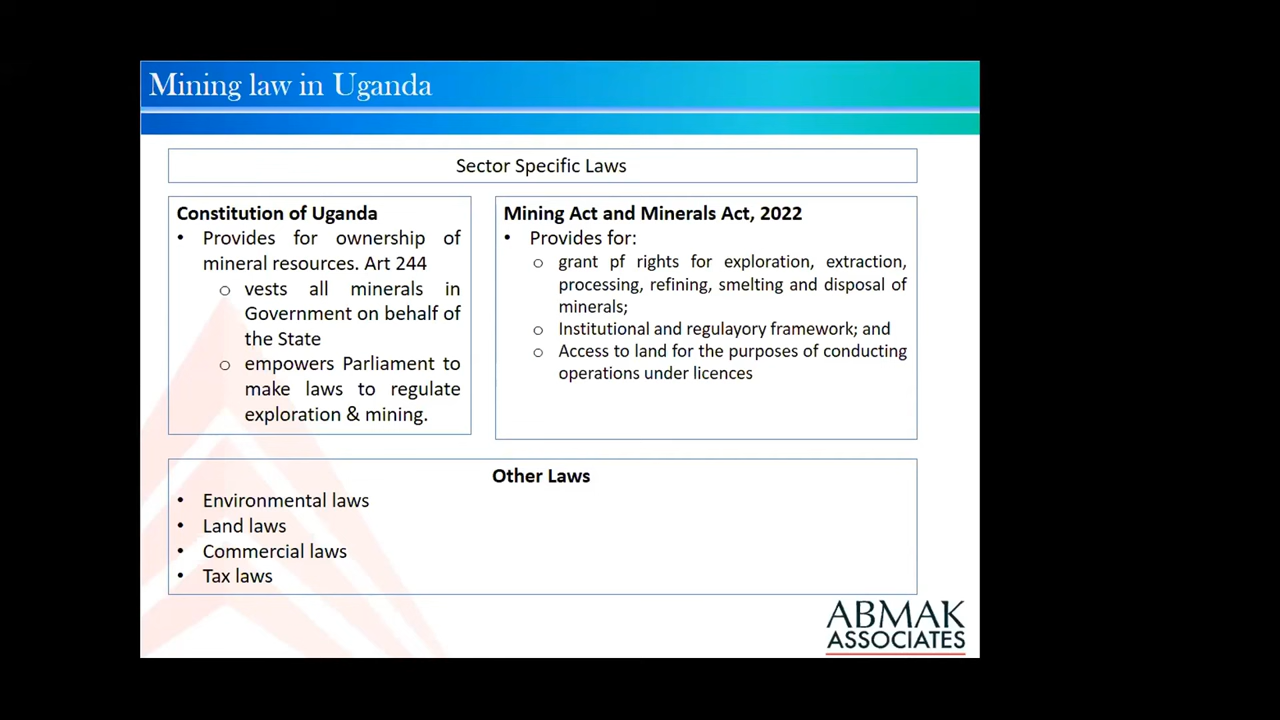 Mining law in Uganda
Sector Specific Laws
Constitution of Uganda
• Provides for ownership of
mineral resources. Art 244
o vests all minerals in
Government on behalf of
the State
o empowers Parliament to
make laws to regulate
exploration & mining.
Mining Act and Minerals Act, 2022
• Provides for:
o grant pf rights for exploration, extraction,
processing, refining, smelting and disposal of
minerals;
o Institutional and regulayory framework; and
o Access to land for the purposes of conducting
operations under licences
Other Laws
• Environmental laws
• Land laws
• Commercial laws
• Tax laws
ABMAK
ASSOCIATES